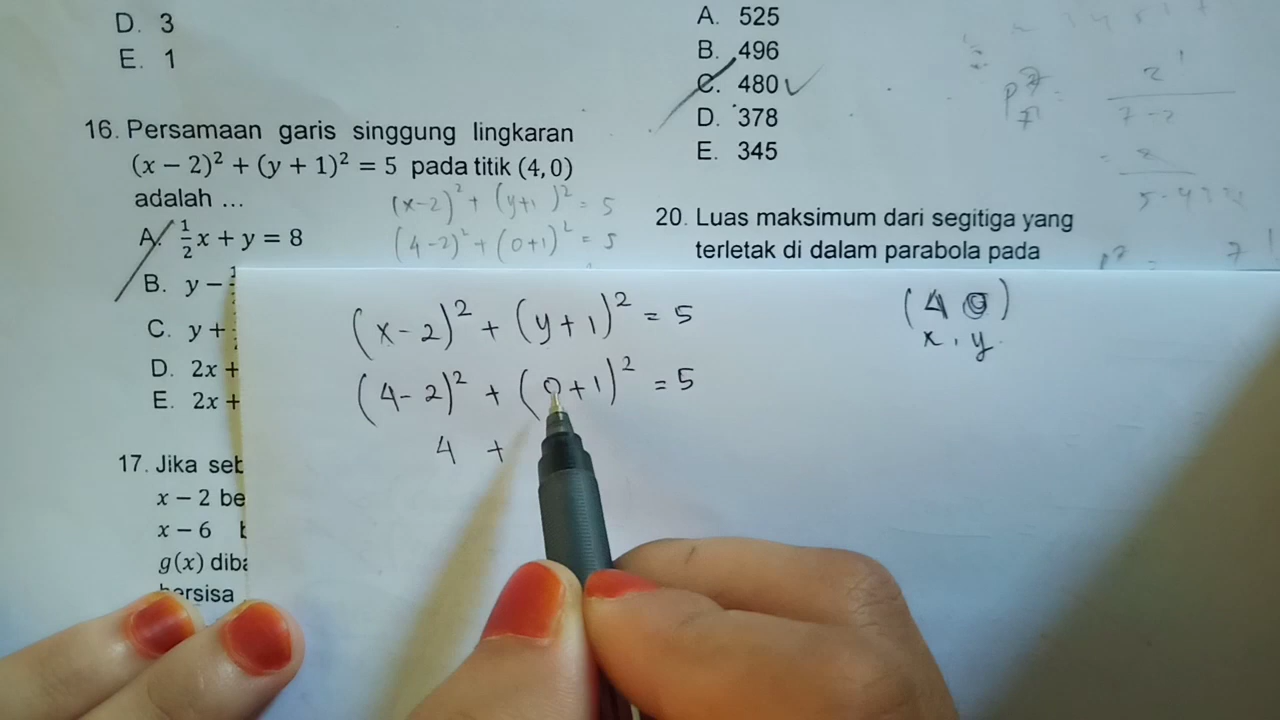 D. 3
E. 1
16. Persamaan garis singgung lingkaran
(x − 2)² + (y + 1)² = 5 pada titik (4, 0)
adalah ...
(x-2)² + (y+1)² = 5
(4-2)² + (0+1)² = 5
A. 1/2 x + y = 8
B. y −
C. y +
D. 2x +
E. 2x +
17. Jika seb
x − 2 be
x − 6
g(x) diba
bersisa
A. 525
B. 496
C. 480 ✓
D. 378
E. 345
20. Luas maksimum dari segitiga yang
terletak di dalam parabola pada
(x-2)² + (y+1)² = 5
(4-2)² + (0+1)² = 5
4 +
(4 0)
x, y